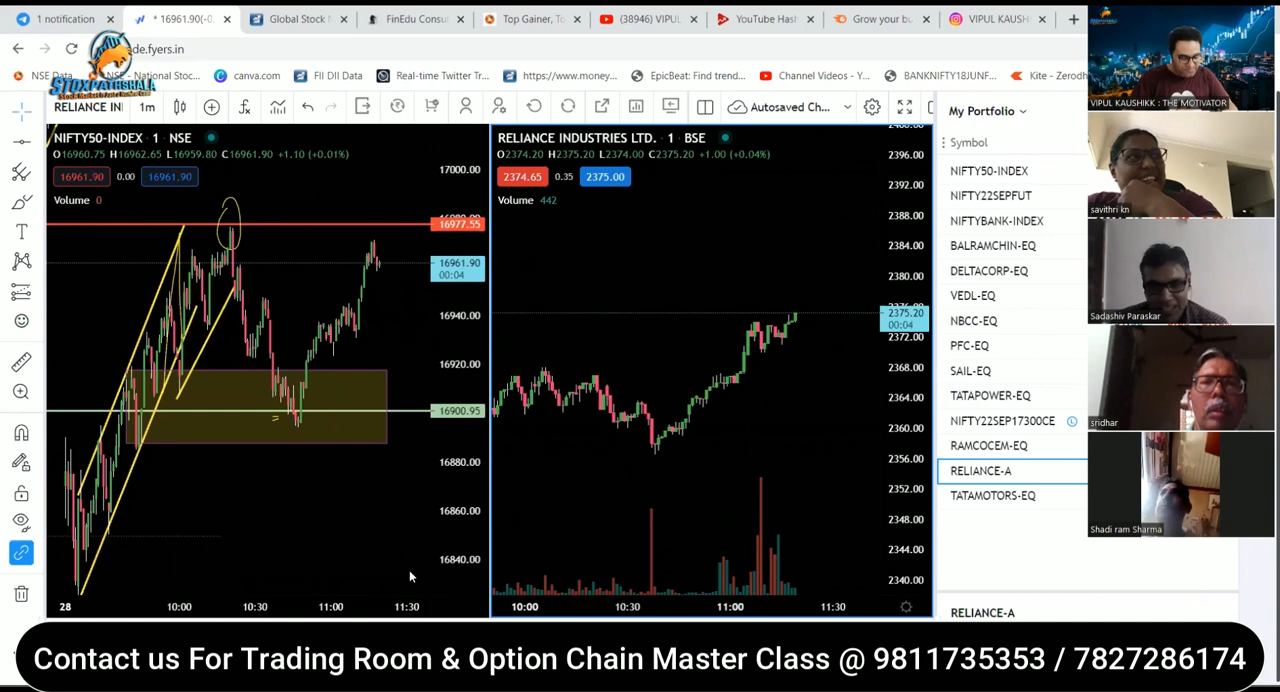 1 notification
* 16961.90(-0.
Global Stock M
FinEdu Consu
Top Gainer, To
(38946) VIPUL
YouTube Hash
Grow your bu
VIPUL KAUSH
de.fyers.in
STOXPATHSHALA
NSE Data
NSE - National Stoc...
canva.com
FII DII Data
Real-time Twitter Tr...
https://www.money...
EpicBeat: Find trend...
Channel Videos - Y...
BANKNIFTY18JUNF...
Kite - Zerodh
RELIANCE IN
1m
Autosaved Ch...
My Portfolio
NIFTY50-INDEX · 1 · NSE
O16960.75 H16962.65 L16959.80 C16961.90 +1.10 (+0.01%)
16961.90 0.00 16961.90
Volume 0
17000.00
16977.55
16961.90
00:04
16940.00
16920.00
16900.95
16880.00
16860.00
16840.00
28 10:00 10:30 11:00 11:30
RELIANCE INDUSTRIES LTD. · 1 · BSE
O2374.20 H2375.20 L2374.00 C2375.20 +1.00 (+0.04%)
2374.65 0.35 2375.00
Volume 442
2396.00
2392.00
2388.00
2384.00
2380.00
2375.20
00:04
2372.00
2368.00
2364.00
2360.00
2356.00
2352.00
2348.00
2344.00
2340.00
10:00 10:30 11:00 11:30
Symbol
NIFTY50-INDEX
NIFTY22SEPFUT
NIFTYBANK-INDEX
BALRAMCHIN-EQ
DELTACORP-EQ
VEDL-EQ
NBCC-EQ
PFC-EQ
SAIL-EQ
TATAPOWER-EQ
NIFTY22SEP17300CE
RAMCOCEM-EQ
RELIANCE-A
TATAMOTORS-EQ
RELIANCE-A
VIPUL KAUSHIKK : THE MOTIVATOR
savithri kn
Sadashiv Paraskar
sridhar
Shadi ram Sharma
Contact us For Trading Room & Option Chain Master Class @ 9811735353 / 7827286174